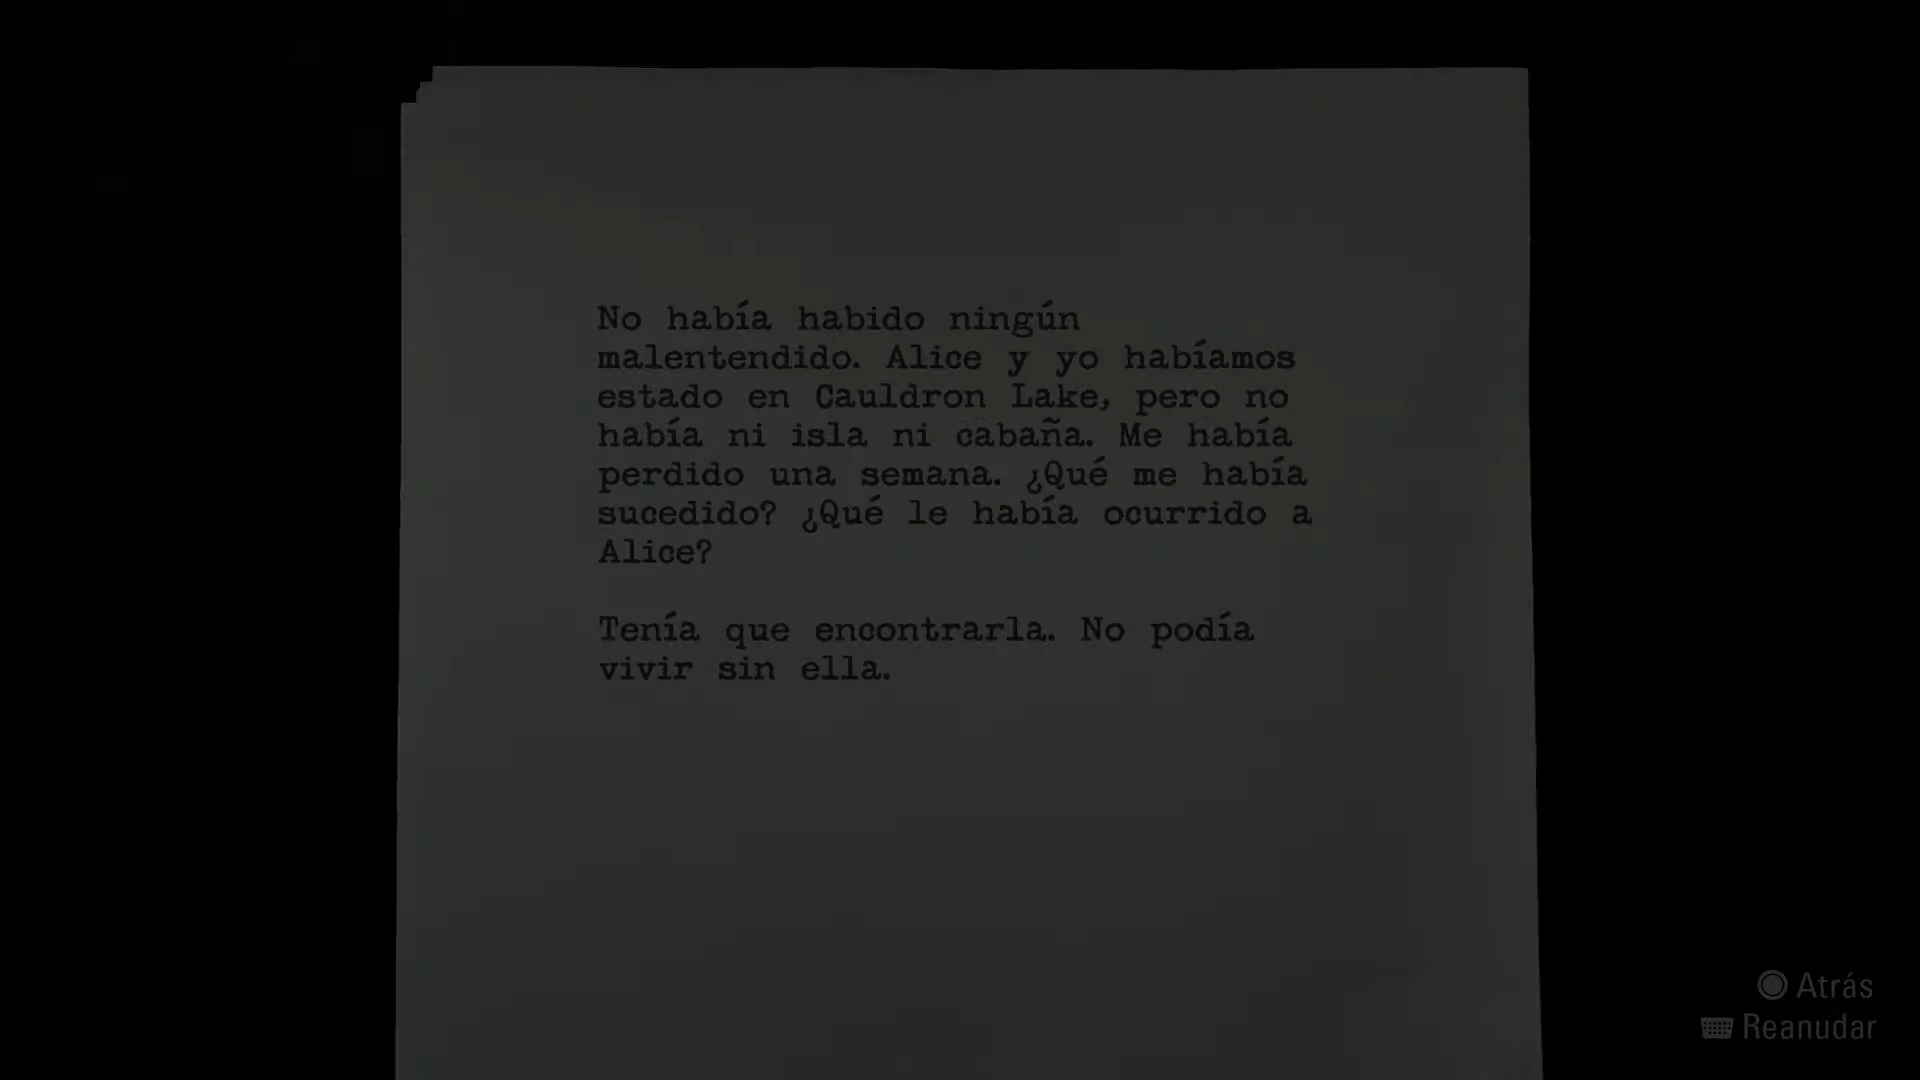 No había habido ningún
malentendido. Alice y yo habíamos
estado en Cauldron Lake, pero no
había ni isla ni cabaña. Me había
perdido una semana. ¿Qué me había
sucedido? ¿Qué le había ocurrido a
Alice?
Tenía que encontrarla. No podía
vivir sin ella.
Atrás
Reanudar